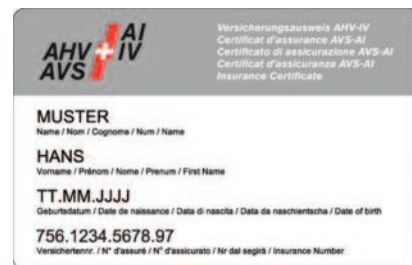 AHV AI
AVS IV
Versicherungsausweis AHV-IV
Certificat d'assurance AVS-AI
Certificato di assicurazione AVS-AI
Certificat d'assicuranza AVS-AI
Insurance Certificate
MUSTER
Name / Nom / Cognome / Num / Name
HANS
Vorname / Prénom / Nome / Prenum / First Name
TT.MM.JJJJ
Geburtsdatum / Date de naissance / Data di nascita / Data da naschientscha / Date of birth
756.1234.5678.97
Versichertennr. / N° d'assuré / N° d'assicurato / Nr dal segirà / Insurance Number